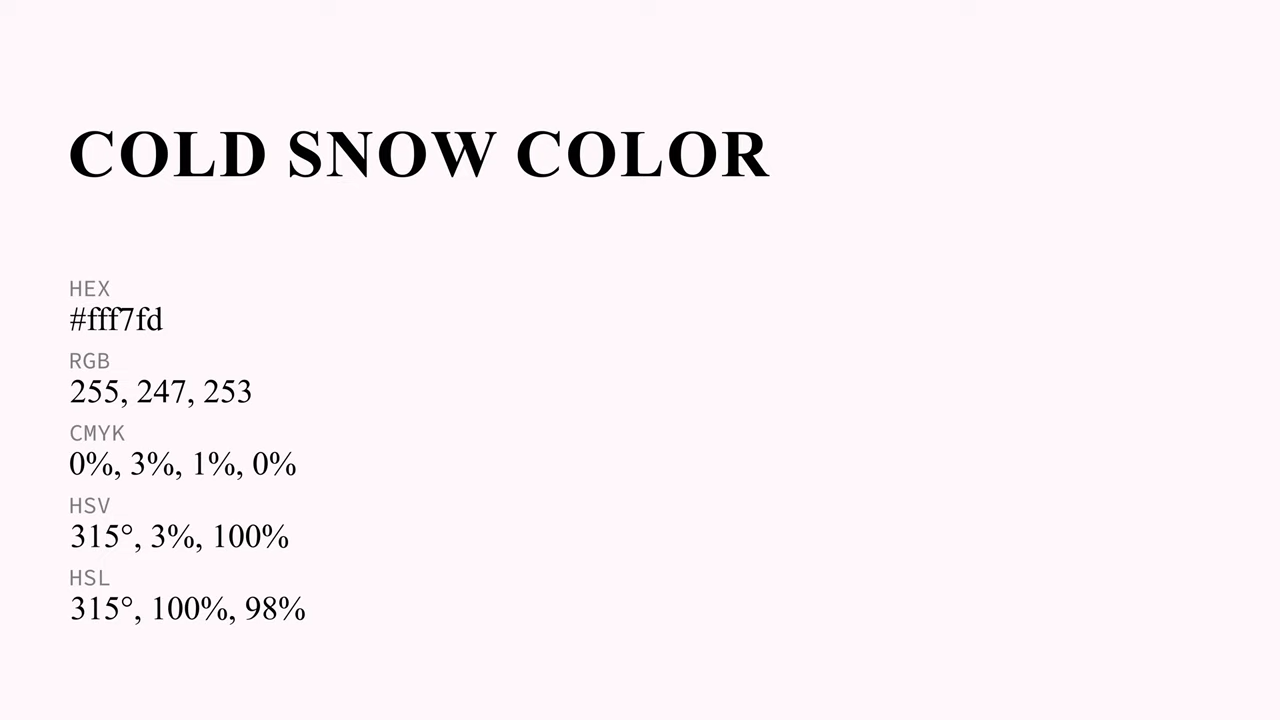 COLD SNOW COLOR
HEX
#fff7fd
RGB
255, 247, 253
CMYK
0%, 3%, 1%, 0%
HSV
315°, 3%, 100%
HSL
315°, 100%, 98%